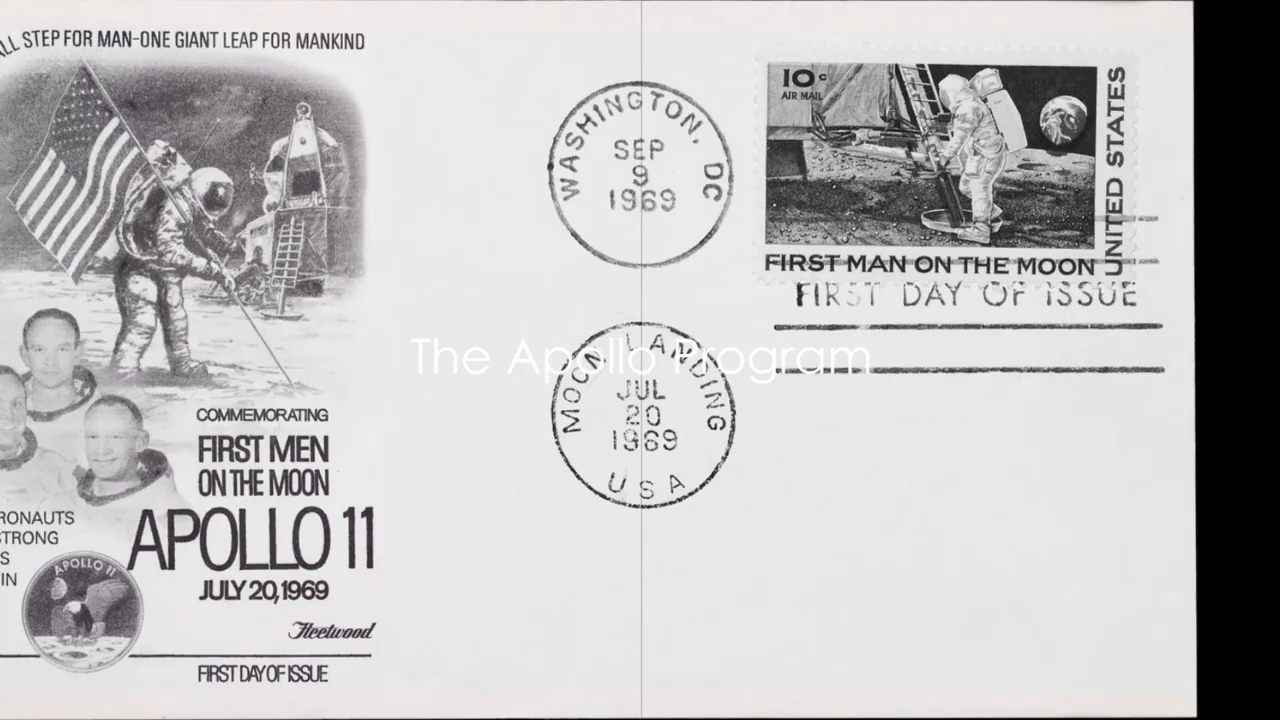 ALL STEP FOR MAN-ONE GIANT LEAP FOR MANKIND
COMMEMORATING
FIRST MEN
ON THE MOON
APOLLO 11
JULY 20,1969
RONAUTS
STRONG
S
IN
APOLLO 11
Fleetwood
FIRST DAY OF ISSUE
WASHINGTON, DC
SEP
9
1969
MOON LANDING
JUL
20
1969
USA
The Apollo Program
10c
AIR MAIL
UNITED STATES
FIRST MAN ON THE MOON
FIRST DAY OF ISSUE